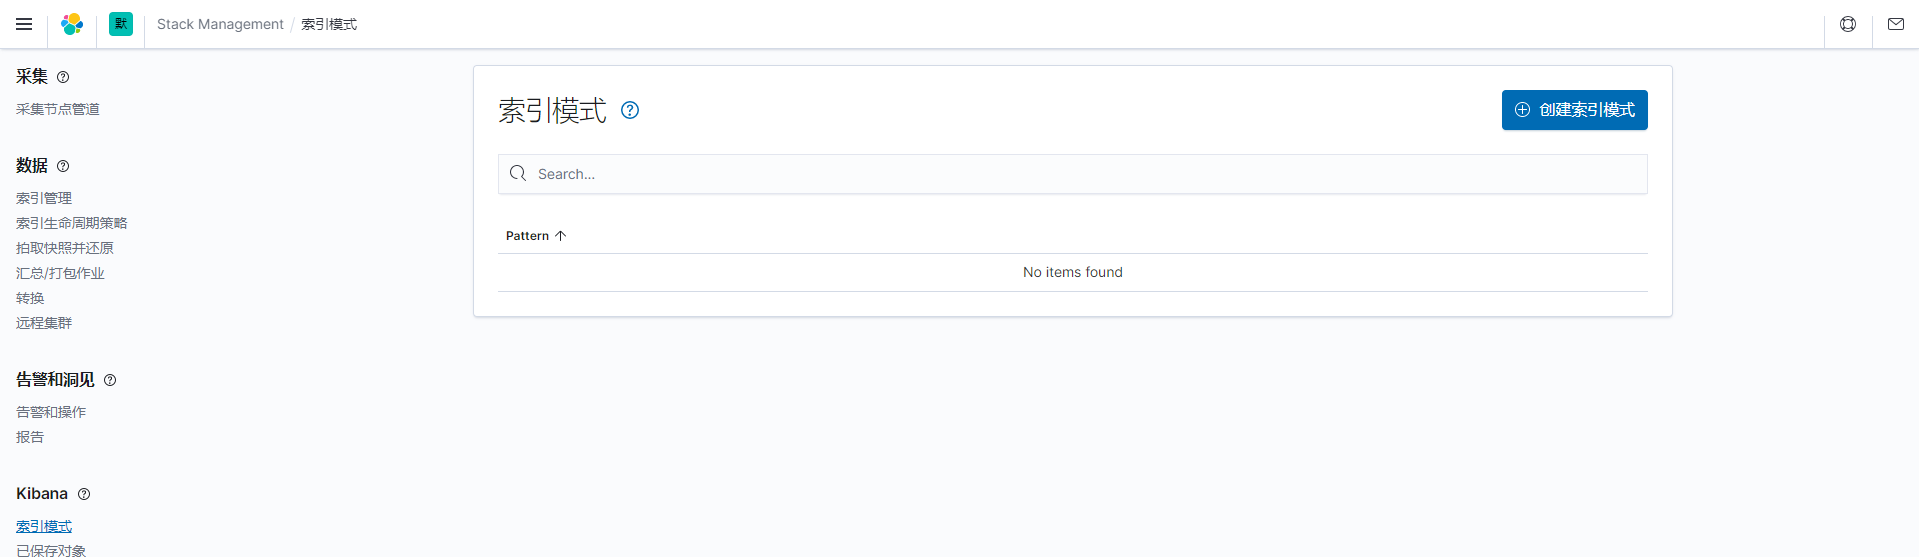 默 Stack Management / 索引模式
采集
采集节点管道
数据
索引管理
索引生命周期策略
拍取快照并还原
汇总/打包作业
转换
远程集群
告警和洞见
告警和操作
报告
Kibana
索引模式
已保存对象
索引模式
创建索引模式
Search...
Pattern
No items found